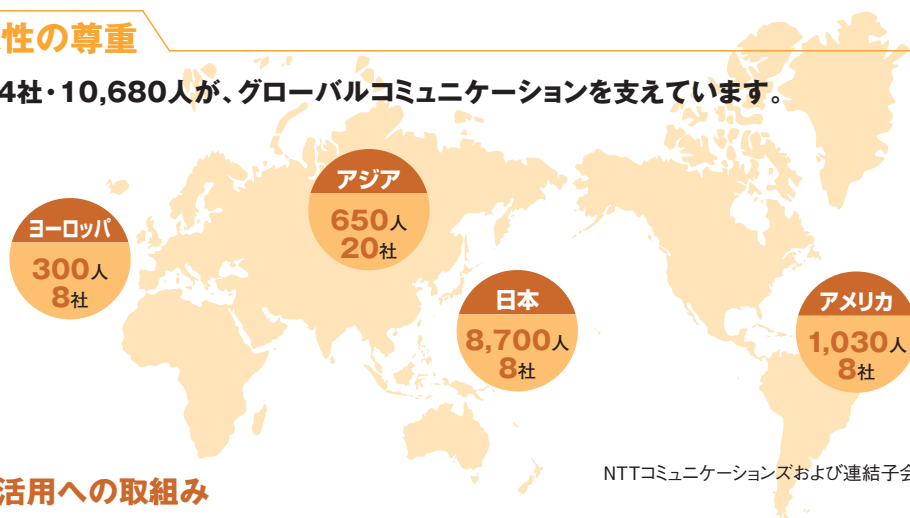 性の尊重
4社・10,680人が、グローバルコミュニケーションを支えています。
アジア
650人
20社
ヨーロッパ
300人
8社
日本
8,700人
8社
アメリカ
1,030人
8社
NTTコミュニケーションズおよび連結子会
活用への取組み